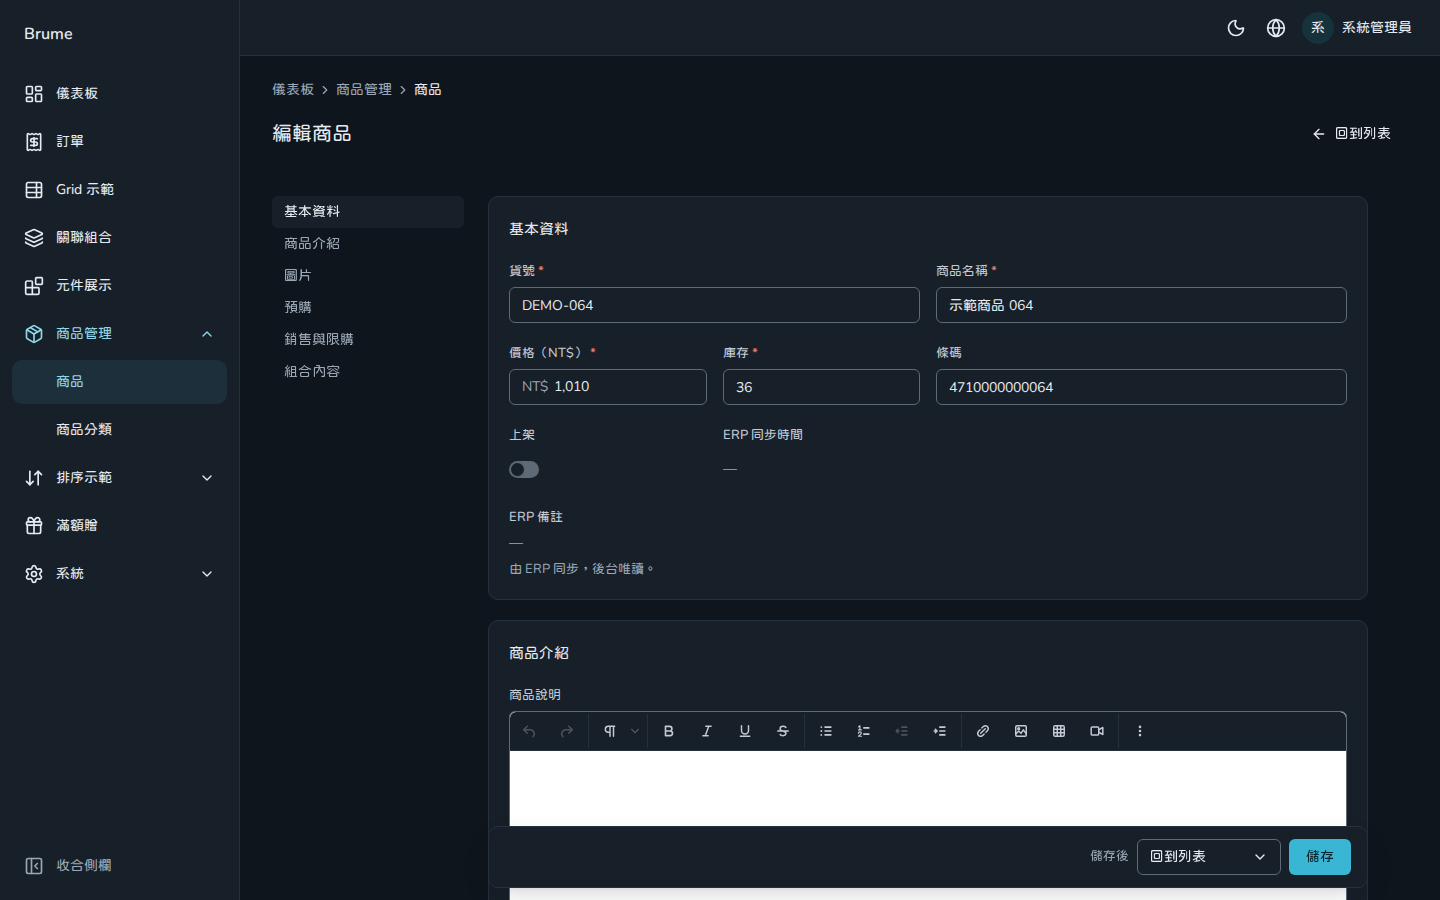 Brume
系 系統管理員
儀表板
訂單
Grid 示範
關聯組合
元件展示
商品管理
商品
商品分類
排序示範
滿額贈
系統
收合側欄
儀表板 > 商品管理 > 商品
編輯商品
← 回到列表
基本資料
商品介紹
圖片
預購
銷售與限購
組合內容
基本資料
貨號 * 商品名稱 *
DEMO-064 示範商品 064
價格（NT$） * 庫存 * 條碼
NT$ 1,010 36 4710000000064
上架 ERP 同步時間
—
ERP 備註
—
由 ERP 同步，後台唯讀。
商品介紹
商品說明
儲存後 回到列表 儲存